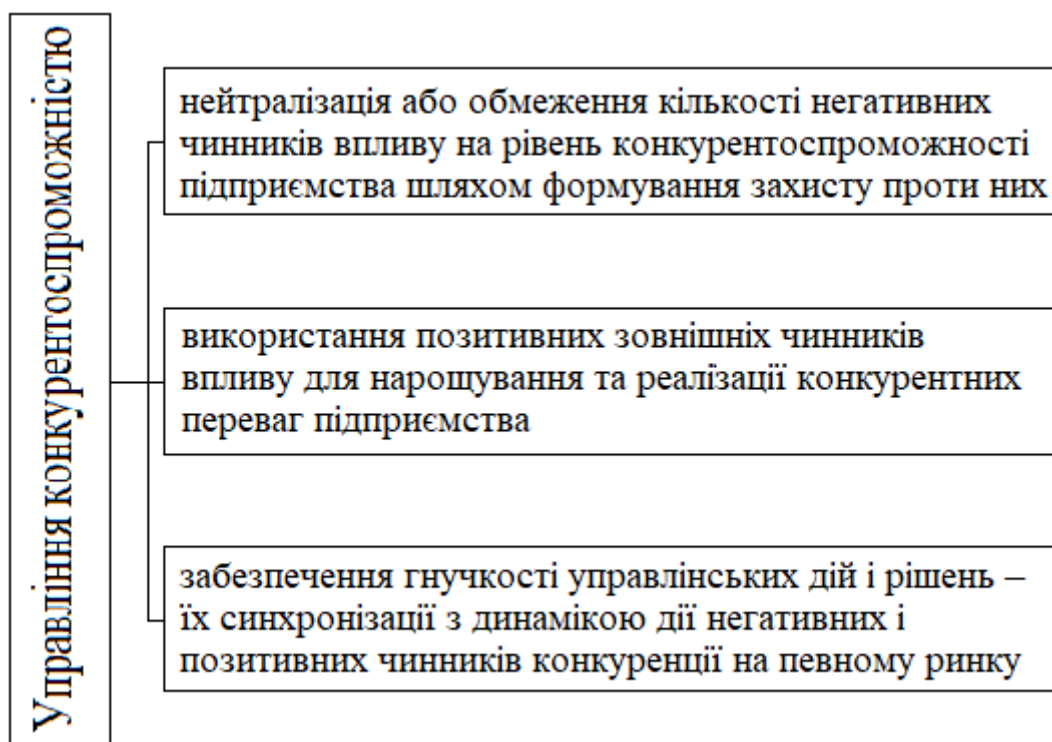 Управління конкурентоспроможністю
нейтралізація або обмеження кількості негативних
чинників впливу на рівень конкурентоспроможності
підприємства шляхом формування захисту проти них
використання позитивних зовнішніх чинників
впливу для нарощування та реалізації конкурентних
переваг підприємства
забезпечення гнучкості управлінських дій і рішень –
їх синхронізації з динамікою дії негативних і
позитивних чинників конкуренції на певному ринку